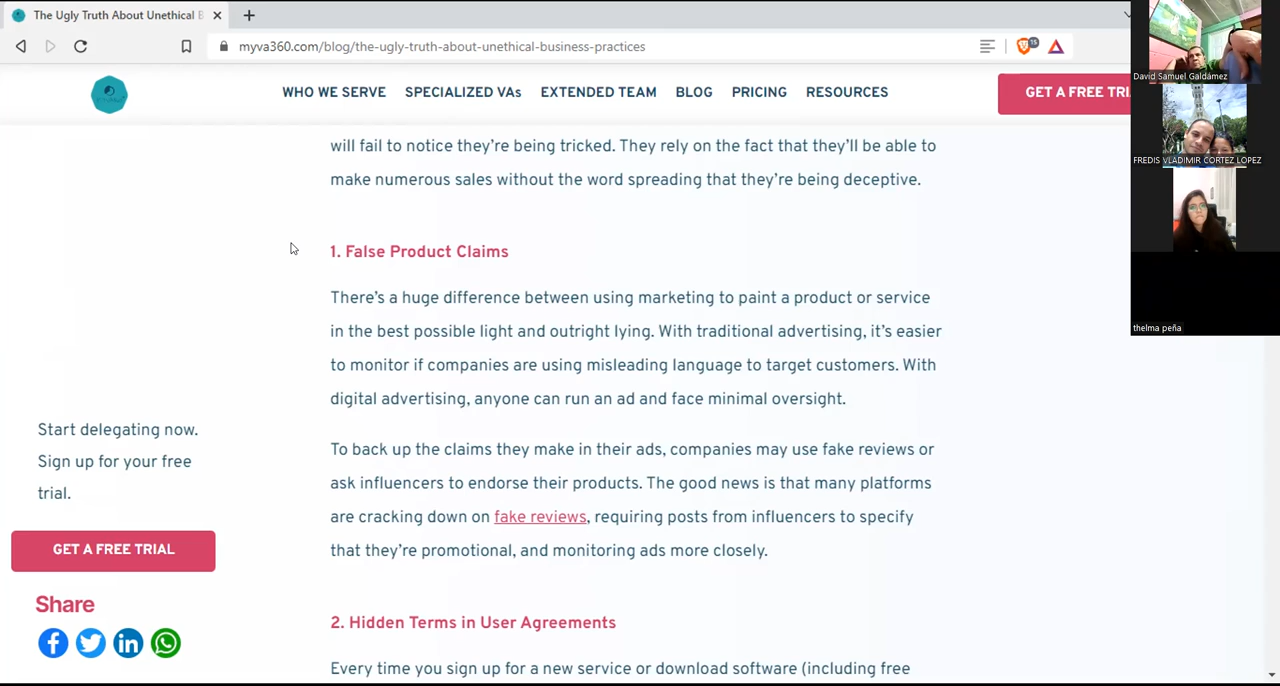 The Ugly Truth About Unethical B
myva360.com/blog/the-ugly-truth-about-unethical-business-practices
15
WHO WE SERVE SPECIALIZED VAs EXTENDED TEAM BLOG PRICING RESOURCES
GET A FREE TRI
will fail to notice they're being tricked. They rely on the fact that they'll be able to
make numerous sales without the word spreading that they're being deceptive.
1. False Product Claims
There's a huge difference between using marketing to paint a product or service
in the best possible light and outright lying. With traditional advertising, it's easier
to monitor if companies are using misleading language to target customers. With
digital advertising, anyone can run an ad and face minimal oversight.
To back up the claims they make in their ads, companies may use fake reviews or
ask influencers to endorse their products. The good news is that many platforms
are cracking down on fake reviews, requiring posts from influencers to specify
that they're promotional, and monitoring ads more closely.
2. Hidden Terms in User Agreements
Every time you sign up for a new service or download software (including free
Start delegating now.
Sign up for your free
trial.
GET A FREE TRIAL
Share
David Samuel Galdámez
FREDIS VLADIMIR CORTEZ LOPEZ
thelma peña